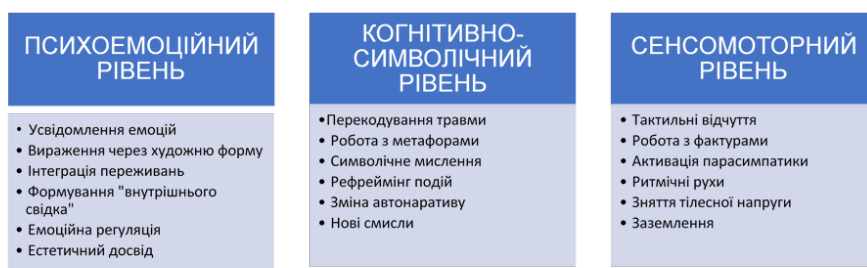 ПСИХОЕМОЦІЙНИЙ
РІВЕНЬ
• Усвідомлення емоцій
• Вираження через художню форму
• Інтеграція переживань
• Формування "внутрішнього
свідка"
• Емоційна регуляція
• Естетичний досвід
КОГНІТИВНО-
СИМВОЛІЧНИЙ
РІВЕНЬ
•Перекодування травми
• Робота з метафорами
• Символічне мислення
• Рефреймінг подій
• Зміна автонаративу
• Нові смисли
СЕНСОМОТОРНИЙ
РІВЕНЬ
• Тактильні відчуття
• Робота з фактурами
• Активація парасимпатики
• Ритмічні рухи
• Зняття тілесної напруги
• Заземлення